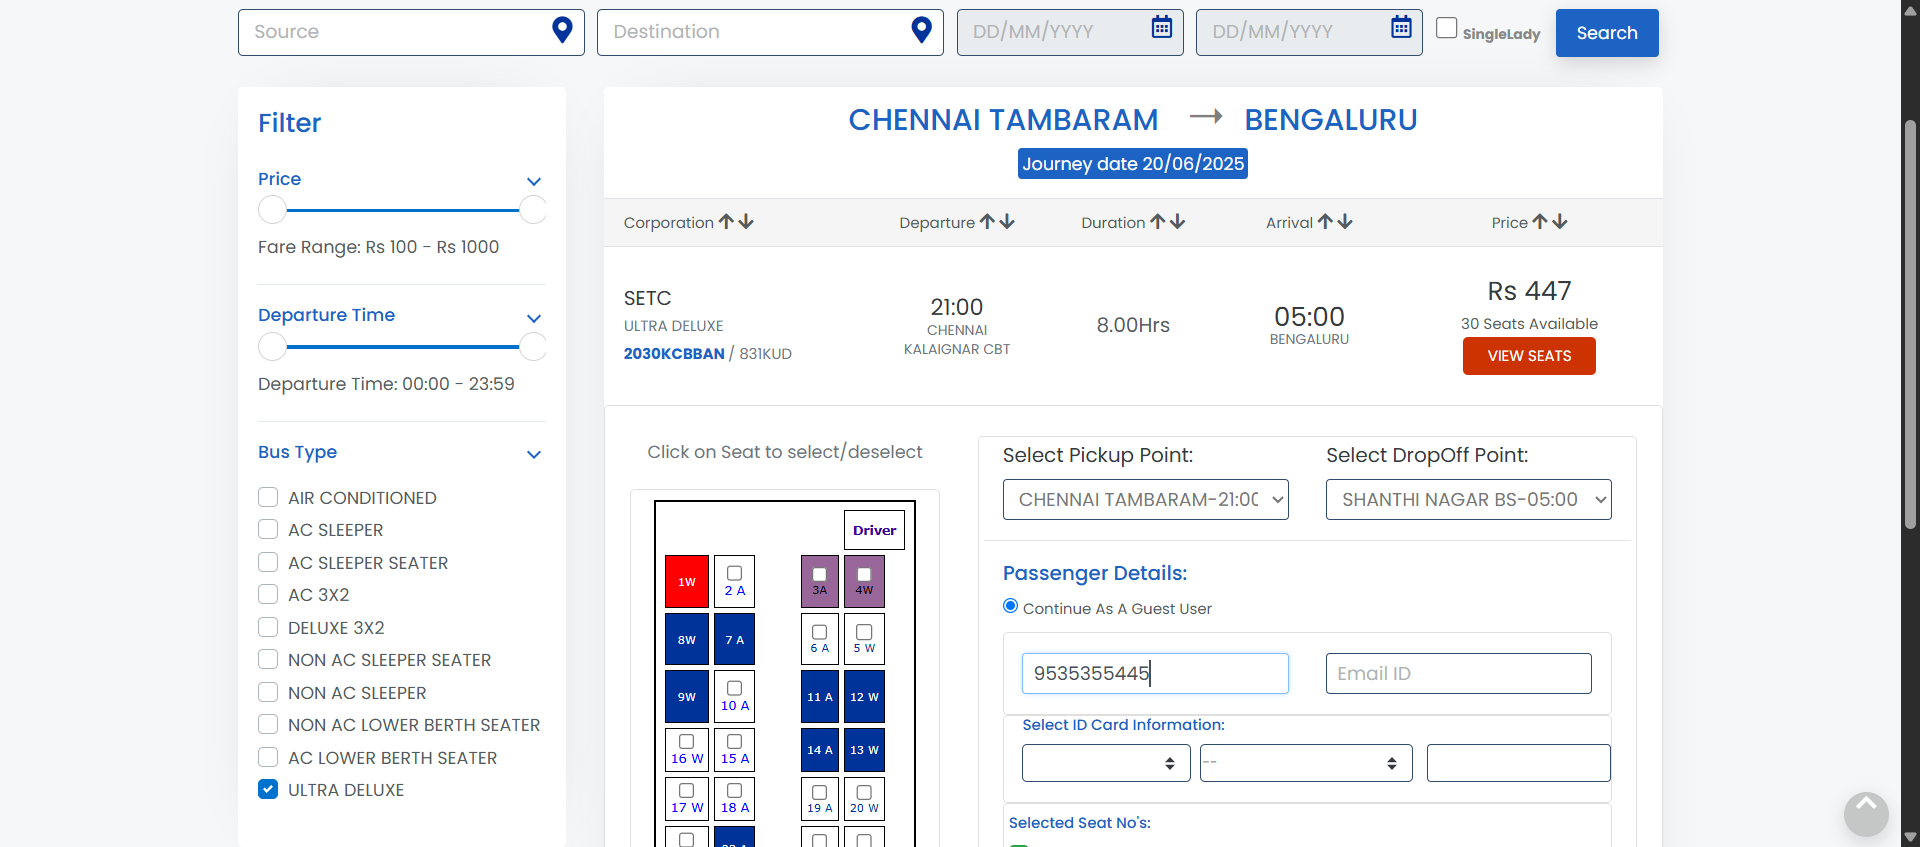 Source
Destination
DD/MM/YYYY
DD/MM/YYYY
SingleLady
Search
Filter
Price
Fare Range: Rs 100 - Rs 1000
Departure Time
Departure Time: 00:00 - 23:59
Bus Type
AIR CONDITIONED
AC SLEEPER
AC SLEEPER SEATER
AC 3X2
DELUXE 3X2
NON AC SLEEPER SEATER
NON AC SLEEPER
NON AC LOWER BERTH SEATER
AC LOWER BERTH SEATER
ULTRA DELUXE
CHENNAI TAMBARAM → BENGALURU
Journey date 20/06/2025
Corporation Departure Duration Arrival Price
SETC
ULTRA DELUXE
2030KCBBAN / 831KUD
21:00
CHENNAI
KALAIGNAR CBT
8.00Hrs
05:00
BENGALURU
Rs 447
30 Seats Available
VIEW SEATS
Click on Seat to select/deselect
Driver
1W 2 A 3A 4W
8W 7 A 6 A 5 W
9W 10 A 11 A 12 W
16 W 15 A 14 A 13 W
17 W 18 A 19 A 20 W
Select Pickup Point:
CHENNAI TAMBARAM-21:00
Select DropOff Point:
SHANTHI NAGAR BS-05:00
Passenger Details:
Continue As A Guest User
9535355445
Email ID
Select ID Card Information:
--
Selected Seat No's: